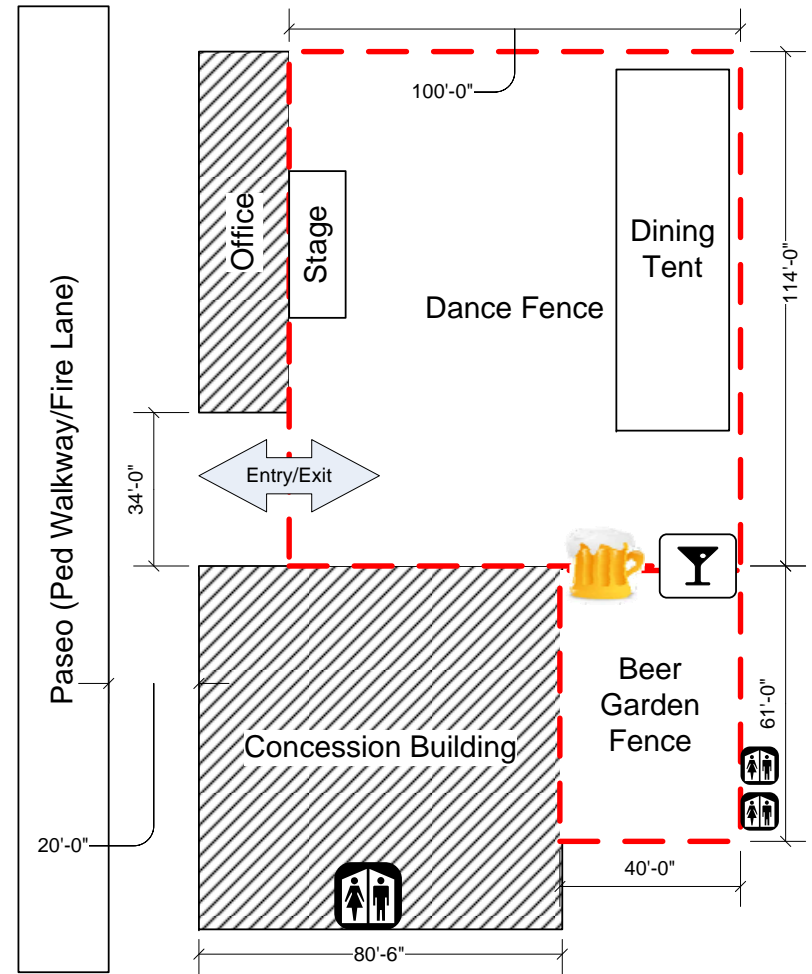 100'-0"
Office
Stage
Dining
Tent
114'-0"
Dance Fence
Paseo (Ped Walkway/Fire Lane)
34'-0"
Entry/Exit
Beer
Garden
Fence
61'-0"
Concession Building
20'-0"
40'-0"
80'-6"